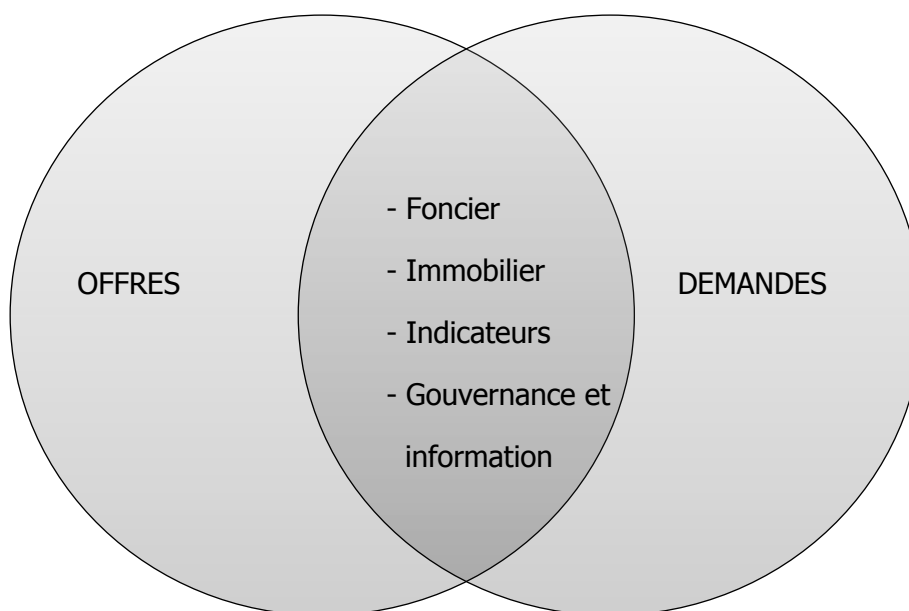 OFFRES
- Foncier
- Immobilier
- Indicateurs
- Gouvernance et
information
DEMANDES